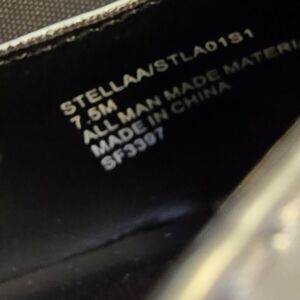 STELLAA/STLA01S1
7.5M
ALL MAN MADE MATERI
MADE IN CHINA
SF3397